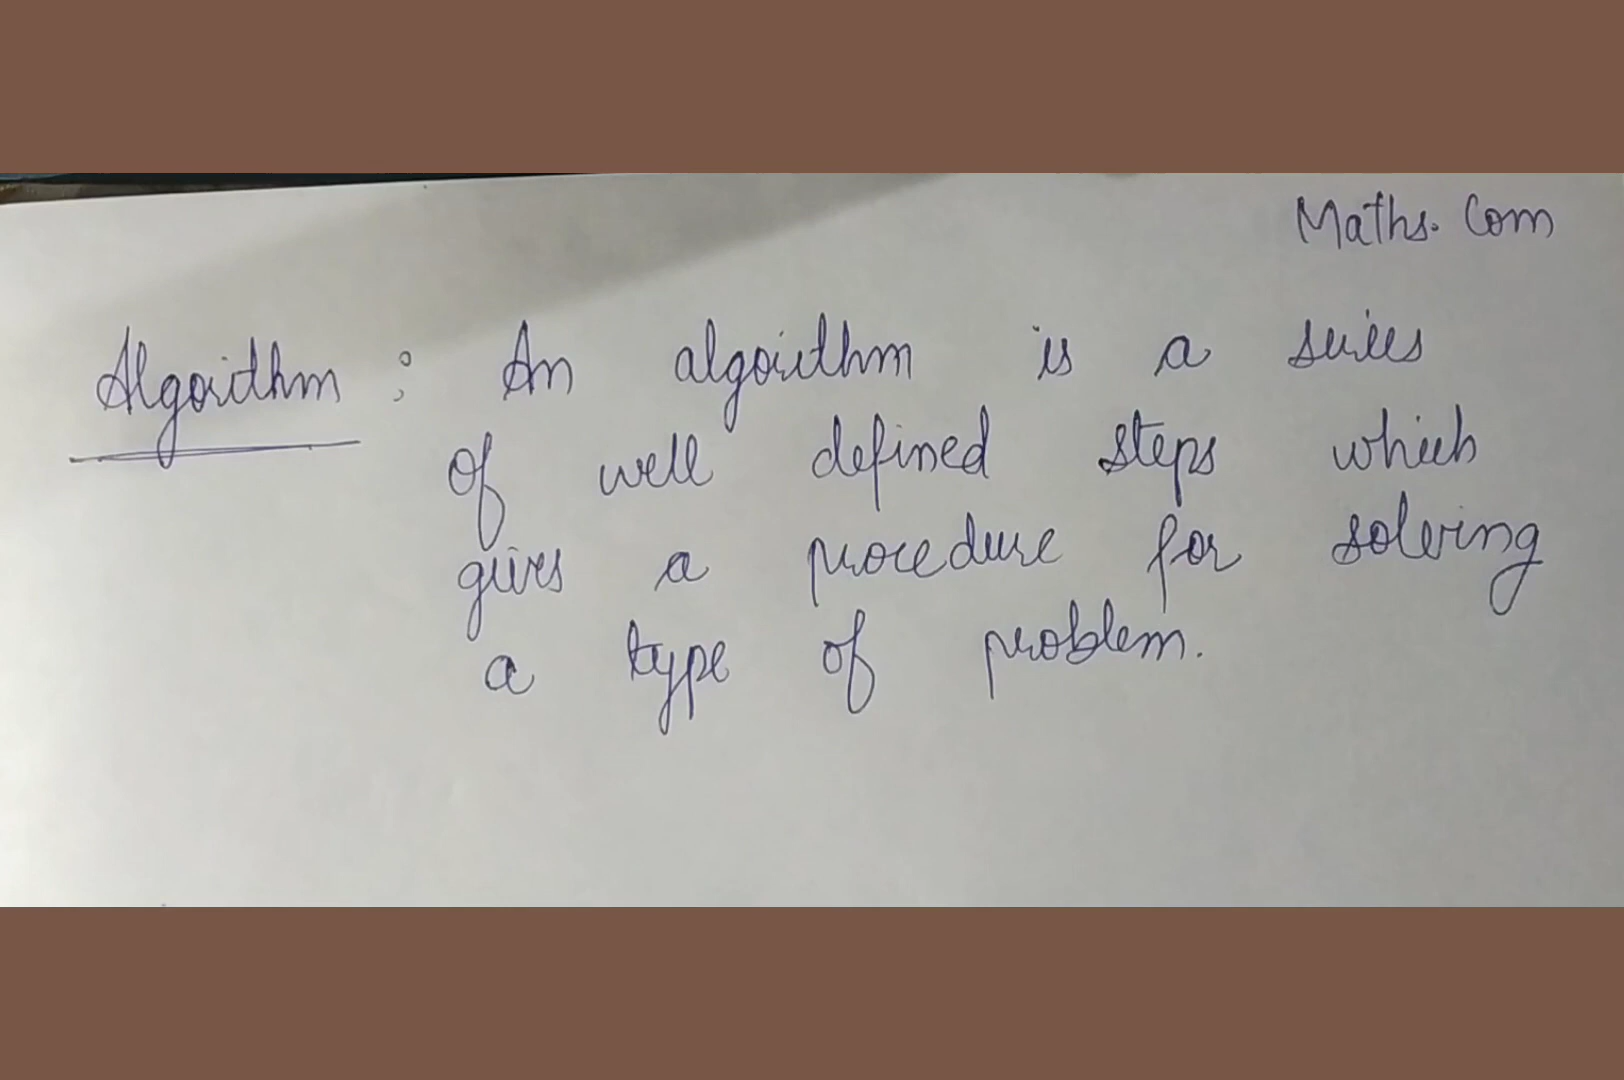 Maths. Com
Algorithm : An algorithm is a series
of well defined steps which
gives a procedure for solving
a type of problem.